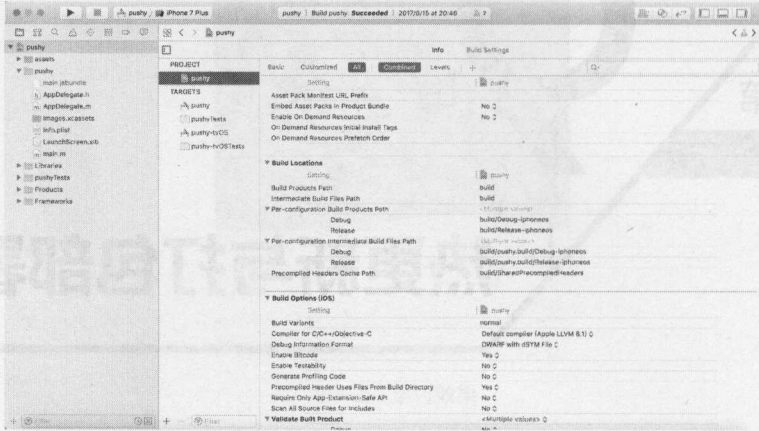 pushy iPhone 7 Plus pushy Build pushy: Succeeded 2017/8/15 at 20:46 2
pushy
pushy
assets
pushy
main.jsbundle
AppDelegate.h
AppDelegate.m
Images.xcassets
Info.plist
LaunchScreen.xib
main.m
Libraries
pushyTests
Products
Frameworks
Filter
Info Build Settings
PROJECT
pushy
TARGETS
pushy
pushyTests
pushy-tvOS
pushy-tvOSTests
Filter
Basic Customized All Combined Levels +
Setting pushy
Asset Pack Manifest URL Prefix
Embed Asset Packs In Product Bundle No
Enable On Demand Resources No
On Demand Resources Initial Install Tags
On Demand Resources Prefetch Order
Build Locations
Setting pushy
Build Products Path build
Intermediate Build Files Path build
Per-configuration Build Products Path <Multiple values>
Debug build/Debug-iphoneos
Release build/Release-iphoneos
Per-configuration Intermediate Build Files Path <Multiple values>
Debug build/pushy.build/Debug-iphoneos
Release build/pushy.build/Release-iphoneos
Precompiled Headers Cache Path build/SharedPrecompiledHeaders
Build Options (iOS)
Setting pushy
Build Variants normal
Compiler for C/C++/Objective-C Default compiler (Apple LLVM 8.1)
Debug Information Format DWARF with dSYM File
Enable Bitcode Yes
Enable Testability No
Generate Profiling Code No
Precompiled Header Uses Files From Build Directory Yes
Require Only App-Extension-Safe API No
Scan All Source Files for Includes No
Validate Built Product <Multiple values>
Debug No